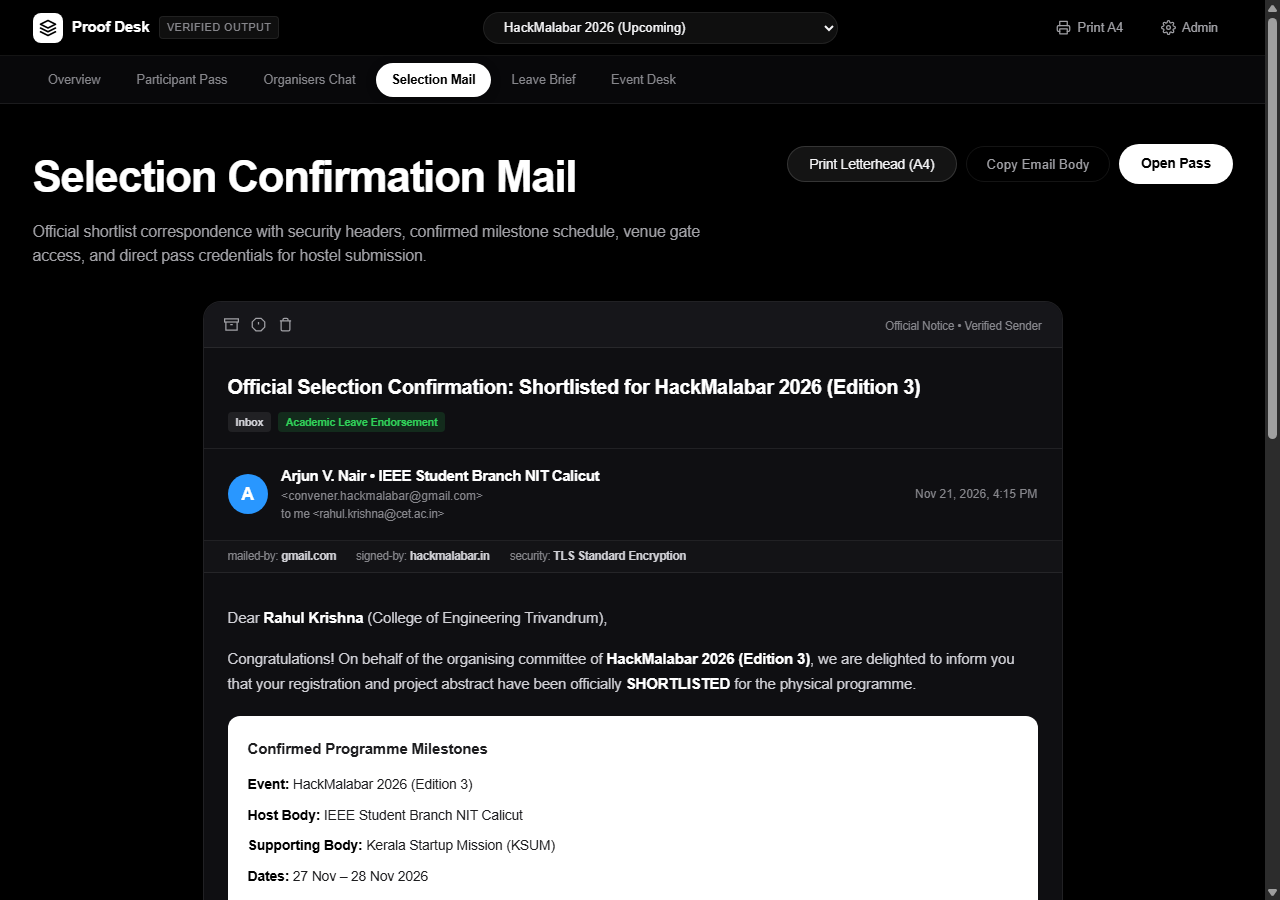 Proof Desk
VERIFIED OUTPUT
HackMalabar 2026 (Upcoming)
Print A4
Admin
Overview
Participant Pass
Organisers Chat
Selection Mail
Leave Brief
Event Desk
Selection Confirmation Mail
Print Letterhead (A4)
Copy Email Body
Open Pass
Official shortlist correspondence with security headers, confirmed milestone schedule, venue gate
access, and direct pass credentials for hostel submission.
Official Notice • Verified Sender
Official Selection Confirmation: Shortlisted for HackMalabar 2026 (Edition 3)
Inbox
Academic Leave Endorsement
A
Arjun V. Nair • IEEE Student Branch NIT Calicut
<convener.hackmalabar@gmail.com>
to me <rahul.krishna@cet.ac.in>
Nov 21, 2026, 4:15 PM
mailed-by: gmail.com signed-by: hackmalabar.in security: TLS Standard Encryption
Dear Rahul Krishna (College of Engineering Trivandrum),
Congratulations! On behalf of the organising committee of HackMalabar 2026 (Edition 3), we are delighted to inform you
that your registration and project abstract have been officially SHORTLISTED for the physical programme.
Confirmed Programme Milestones
Event: HackMalabar 2026 (Edition 3)
Host Body: IEEE Student Branch NIT Calicut
Supporting Body: Kerala Startup Mission (KSUM)
Dates: 27 Nov – 28 Nov 2026